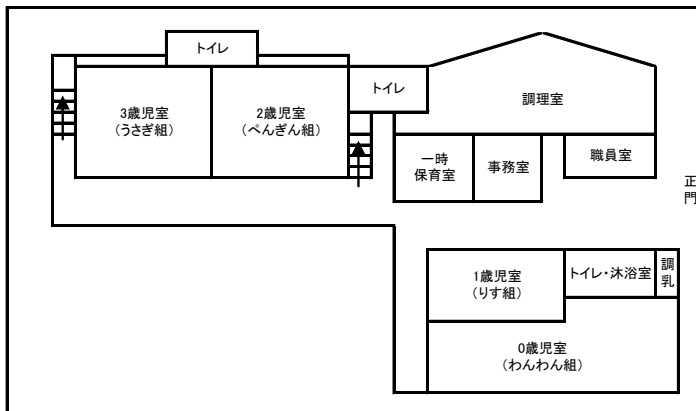 トイレ
トイレ
3歳児室
(うさぎ組)
2歳児室
(ぺんぎん組)
調理室
一時
保育室
事務室
職員室
正
門
1歳児室
(りす組)
トイレ・沐浴室
調
乳
0歳児室
(わんわん組)